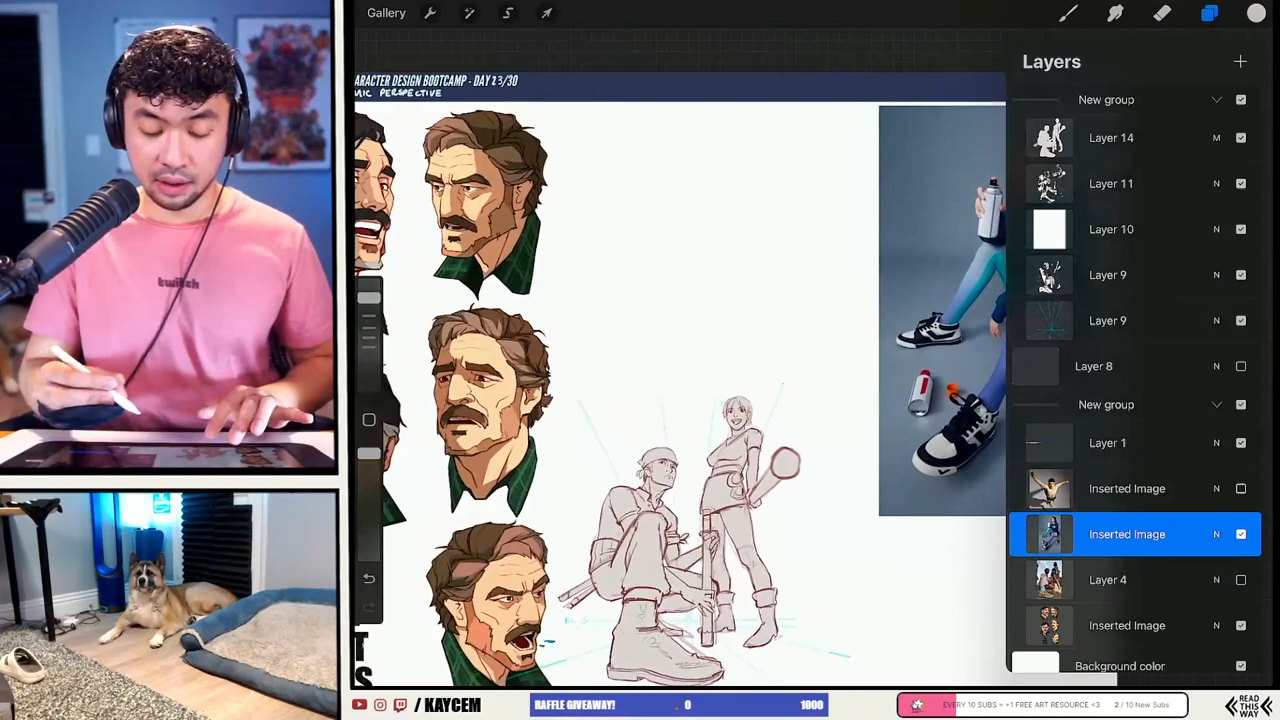 Gallery
ARACTER DESIGN BOOTCAMP - DAY 23/30
MIC PERSPECTIVE
Layers
New group
Layer 14 M
Layer 11 N
Layer 10 N
Layer 9 N
Layer 9 N
Layer 8 N
New group
Layer 1 N
Inserted Image N
Inserted Image N
Layer 4 N
Inserted Image N
Background color
twitch
T
S
/ KAYCEM
RAFFLE GIVEAWAY! 0 1000
EVERY 10 SUBS = +1 FREE ART RESOURCE <3 2 / 10 New Subs
READ
THIS
WAY